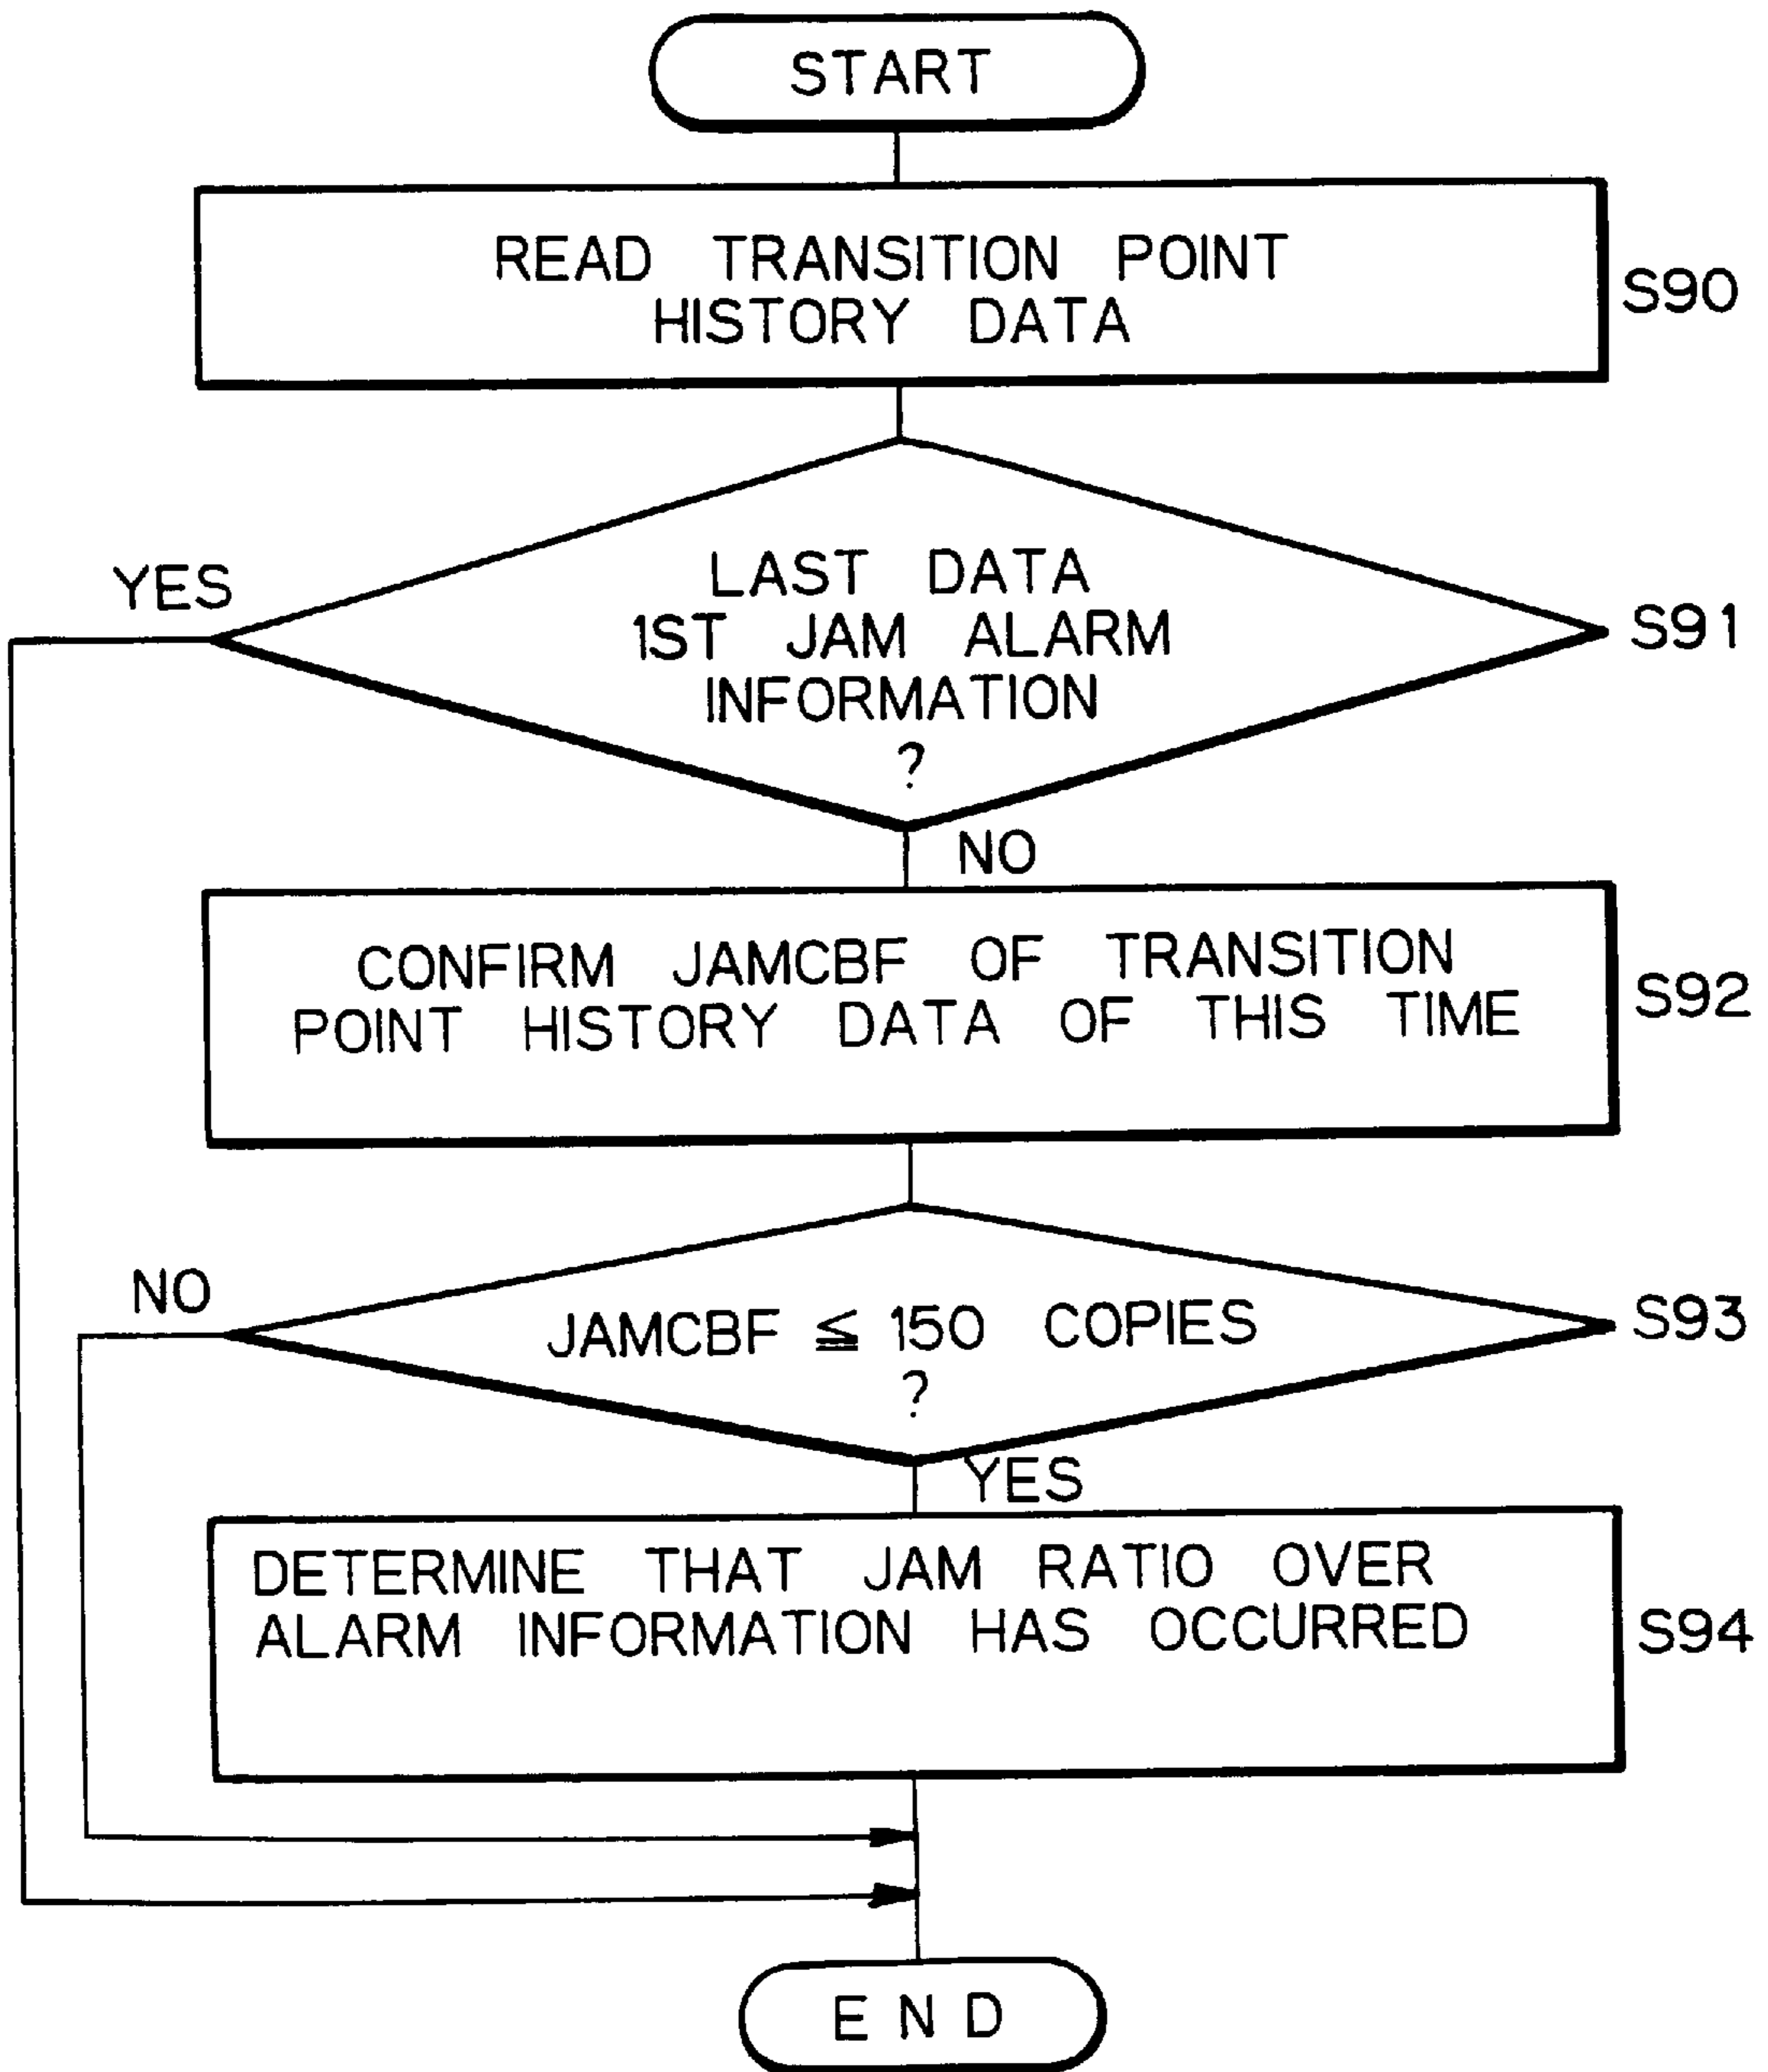 START
READ TRANSITION POINT
HISTORY DATA
S90
YES
LAST DATA
1ST JAM ALARM
INFORMATION
?
S91
NO
CONFIRM JAMCBF OF TRANSITION
POINT HISTORY DATA OF THIS TIME
S92
NO
JAMCBF ≦ 150 COPIES
?
S93
YES
DETERMINE THAT JAM RATIO OVER
ALARM INFORMATION HAS OCCURRED
S94
END